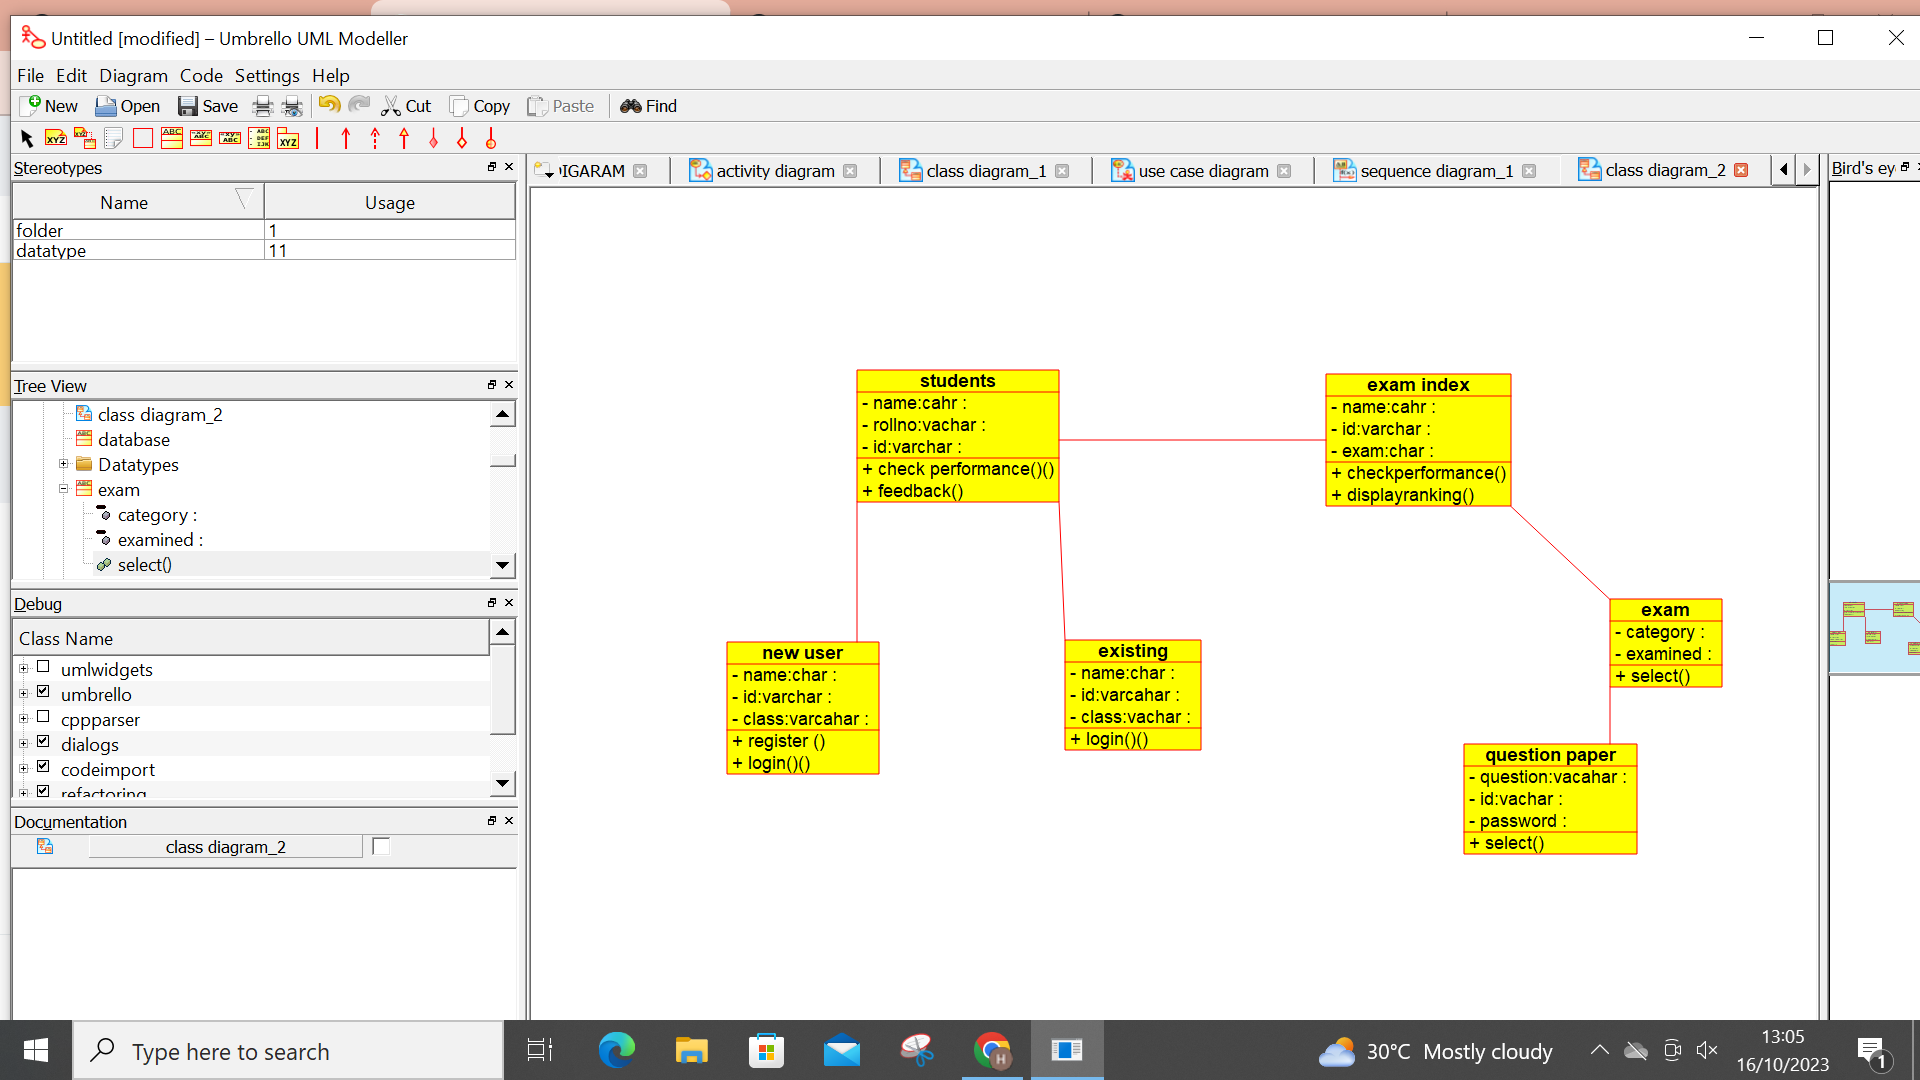 Untitled [modified] – Umbrello UML Modeller
File Edit Diagram Code Settings Help
New Open Save Cut Copy Paste Find
Stereotypes
Name Usage
folder 1
datatype 11
Tree View
class diagram_2
database
Datatypes
exam
category :
examined :
select()
Debug
Class Name
umlwidgets
umbrello
cppparser
dialogs
codeimport
refactoring
Documentation
class diagram_2
IGARAM activity diagram class diagram_1 use case diagram sequence diagram_1 class diagram_2
Bird's ey
students
- name:cahr :
- rollno:vachar :
- id:varchar :
+ check performance()()
+ feedback()
exam index
- name:cahr :
- id:varchar :
- exam:char :
+ checkperformance()
+ displayranking()
new user
- name:char :
- id:varchar :
- class:varcahar :
+ register ()
+ login()()
existing
- name:char :
- id:varcahar :
- class:vachar :
+ login()()
exam
- category :
- examined :
+ select()
question paper
- question:vacahar :
- id:vachar :
- password :
+ select()
Type here to search
30°C Mostly cloudy
13:05
16/10/2023
1